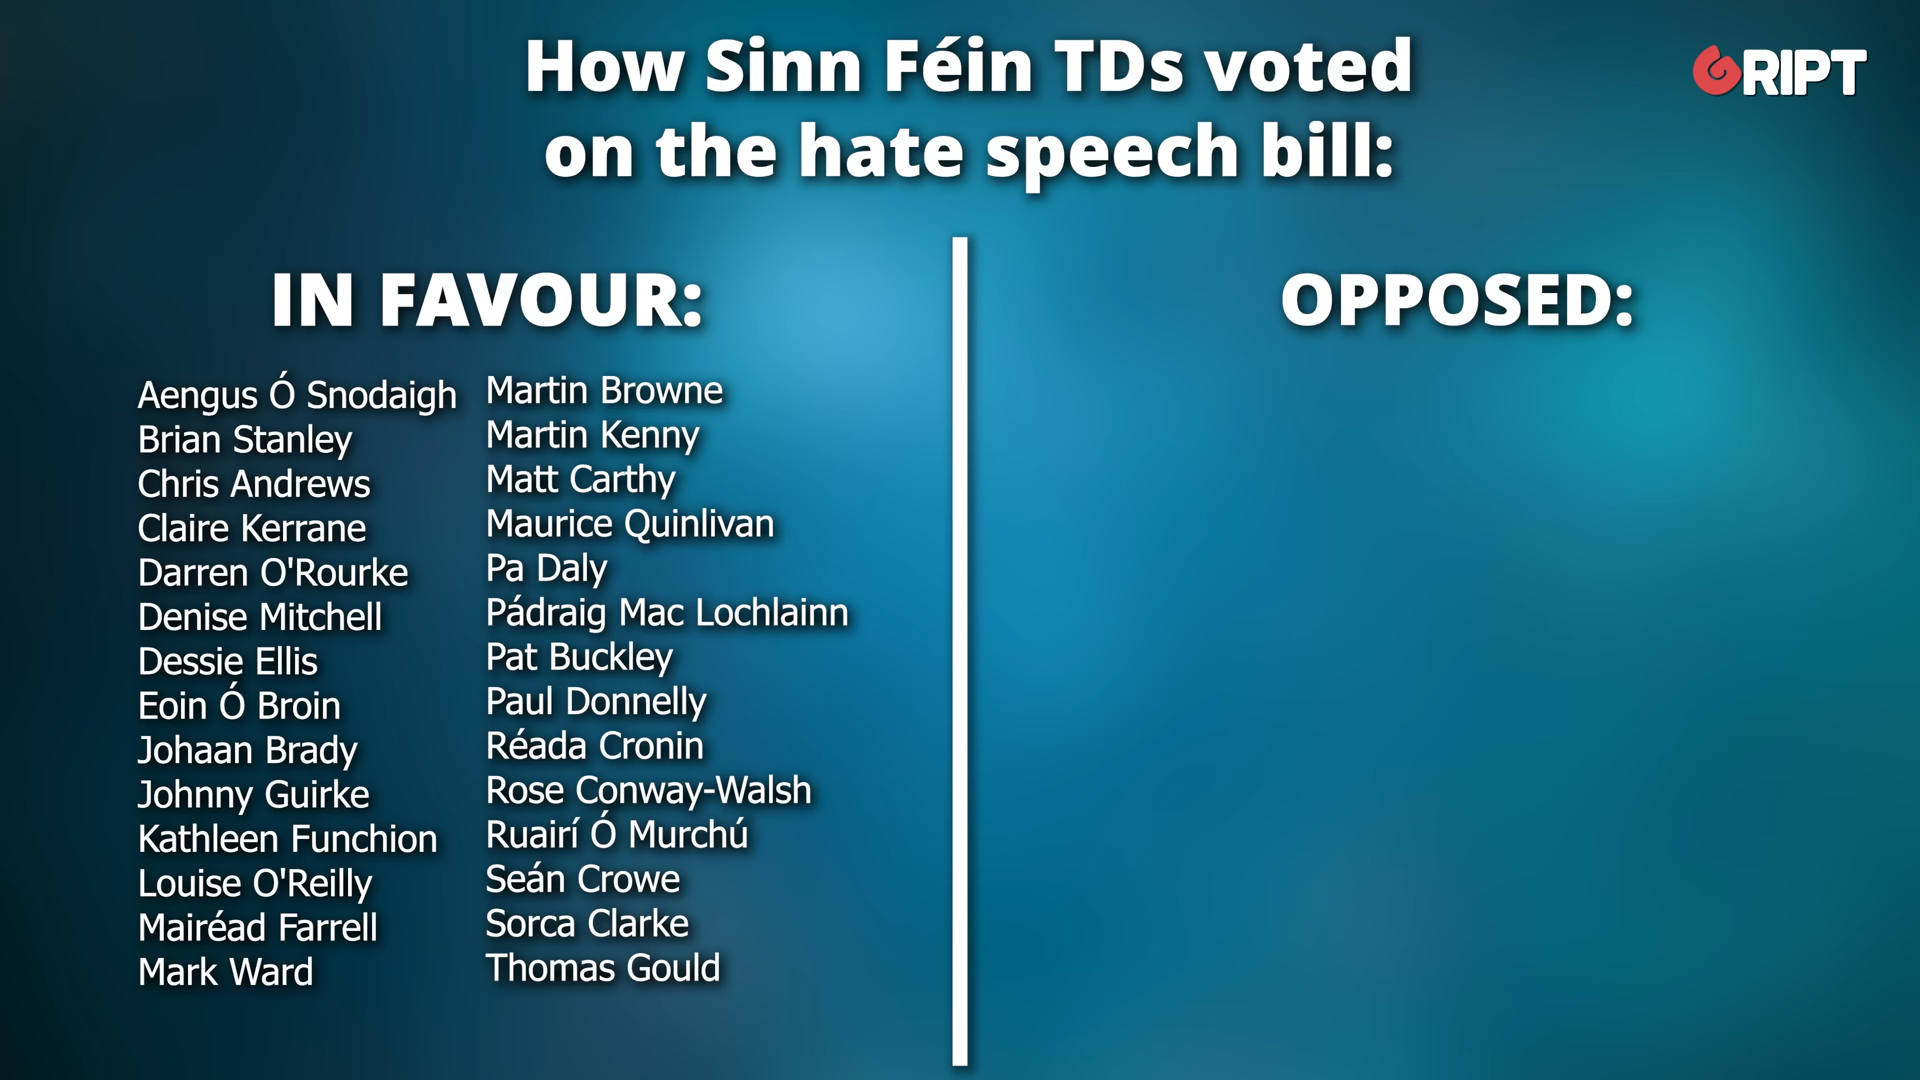 How Sinn Féin TDs voted
on the hate speech bill:
GRIPT
IN FAVOUR:
Aengus Ó Snodaigh
Brian Stanley
Chris Andrews
Claire Kerrane
Darren O'Rourke
Denise Mitchell
Dessie Ellis
Eoin Ó Broin
Johaan Brady
Johnny Guirke
Kathleen Funchion
Louise O'Reilly
Mairéad Farrell
Mark Ward
Martin Browne
Martin Kenny
Matt Carthy
Maurice Quinlivan
Pa Daly
Pádraig Mac Lochlainn
Pat Buckley
Paul Donnelly
Réada Cronin
Rose Conway-Walsh
Ruairí Ó Murchú
Seán Crowe
Sorca Clarke
Thomas Gould
OPPOSED: